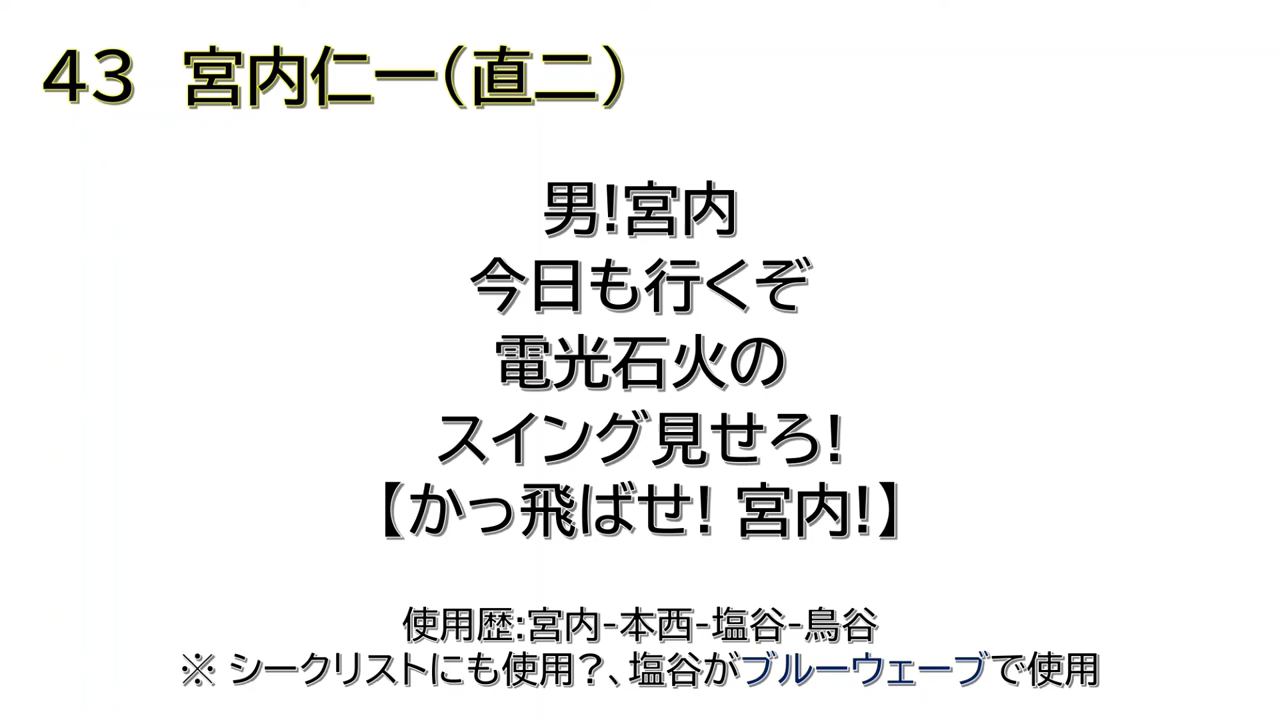 43　宮内仁一(直二)
男!宮内
今日も行くぞ
電光石火の
スイング見せろ!
【かっ飛ばせ! 宮内!】
使用歴:宮内-本西-塩谷-鳥谷
※ シークリストにも使用?、塩谷がブルーウェーブで使用